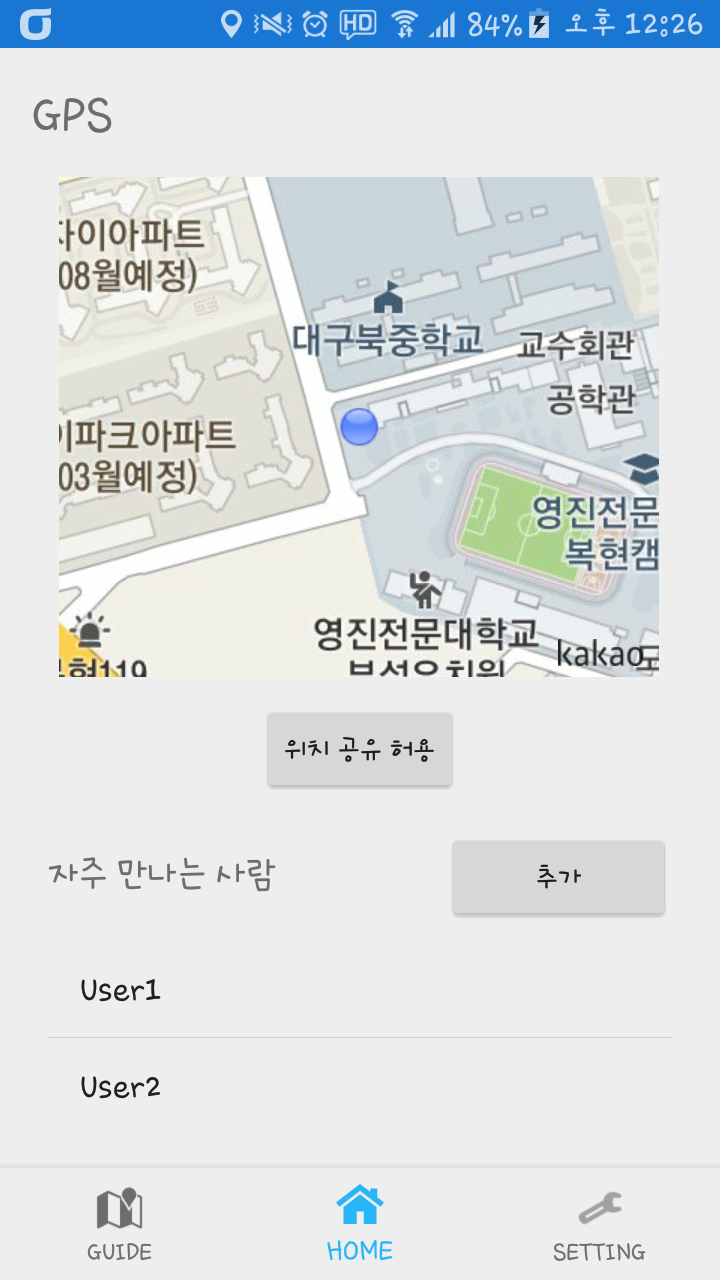 HD 84% 오후 12:26
GPS
자이아파트
08월예정)
대구북중학교
교수회관
공학관
이파크아파트
03월예정)
영진전문
복현캠
영진전문대학교
kakao
119
위치 공유 허용
자주 만나는 사람
추가
User1
User2
GUIDE
HOME
SETTING